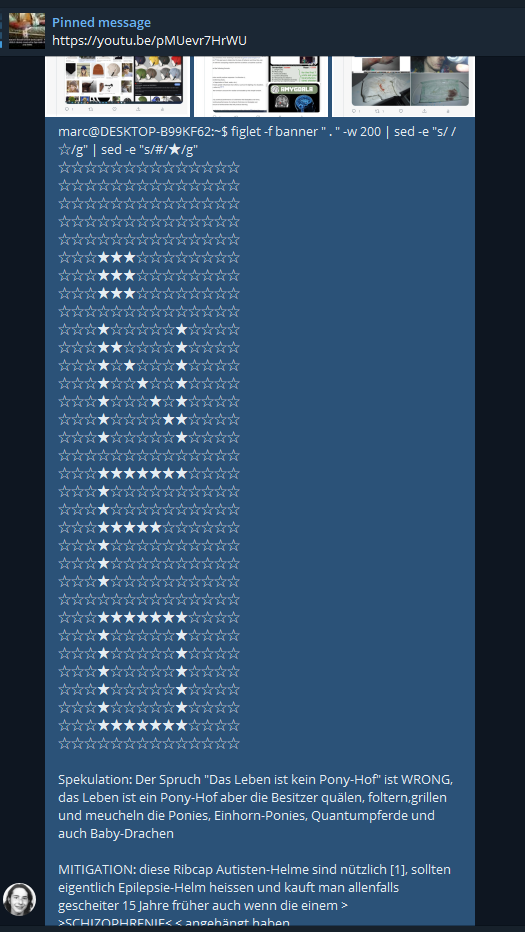 Pinned message
https://youtu.be/pMUevr7HrWU
marc@DESKTOP-B99KF62:~$ figlet -f banner " . " -w 200 | sed -e "s/ /
☆/g" | sed -e "s/#/★/g"
☆☆☆☆☆☆☆☆☆☆☆☆☆☆
☆☆☆☆☆☆☆☆☆☆☆☆☆☆
☆☆☆☆☆☆☆☆☆☆☆☆☆☆
☆☆☆☆☆☆☆☆☆☆☆☆☆☆
☆☆☆☆☆☆☆☆☆☆☆☆☆☆
☆☆☆★★★☆☆☆☆☆☆☆☆
☆☆☆★★★☆☆☆☆☆☆☆☆
☆☆☆★★★☆☆☆☆☆☆☆☆
☆☆☆☆☆☆☆☆☆☆☆☆☆☆
☆☆☆★☆☆☆☆☆★☆☆☆☆
☆☆☆★★☆☆☆☆★☆☆☆☆
☆☆☆★☆★☆☆☆★☆☆☆☆
☆☆☆★☆☆★☆☆★☆☆☆☆
☆☆☆★☆☆☆★☆★☆☆☆☆
☆☆☆★☆☆☆☆★★☆☆☆☆
☆☆☆★☆☆☆☆☆★☆☆☆☆
☆☆☆☆☆☆☆☆☆☆☆☆☆☆
☆☆☆★★★★★★★☆☆☆☆
☆☆☆★☆☆☆☆☆☆☆☆☆☆
☆☆☆★☆☆☆☆☆☆☆☆☆☆
☆☆☆★★★★★☆☆☆☆☆☆
☆☆☆★☆☆☆☆☆☆☆☆☆☆
☆☆☆★☆☆☆☆☆☆☆☆☆☆
☆☆☆★☆☆☆☆☆☆☆☆☆☆
☆☆☆☆☆☆☆☆☆☆☆☆☆☆
☆☆☆★★★★★★★☆☆☆☆
☆☆☆★☆☆☆☆☆★☆☆☆☆
☆☆☆★☆☆☆☆☆★☆☆☆☆
☆☆☆★☆☆☆☆☆★☆☆☆☆
☆☆☆★☆☆☆☆☆★☆☆☆☆
☆☆☆★☆☆☆☆☆★☆☆☆☆
☆☆☆★★★★★★★☆☆☆☆
☆☆☆☆☆☆☆☆☆☆☆☆☆☆
Spekulation: Der Spruch "Das Leben ist kein Pony-Hof" ist WRONG,
das Leben ist ein Pony-Hof aber die Besitzer quälen, foltern,grillen
und meucheln die Ponies, Einhorn-Ponies, Quantumpferde und
auch Baby-Drachen
MITIGATION: diese Ribcap Autisten-Helme sind nützlich [1], sollten
eigentlich Epilepsie-Helm heissen und kauft man allenfalls
gescheiter 15 Jahre früher auch wenn die einem >
>SCHIZOPHRENIE< < angehängt haben